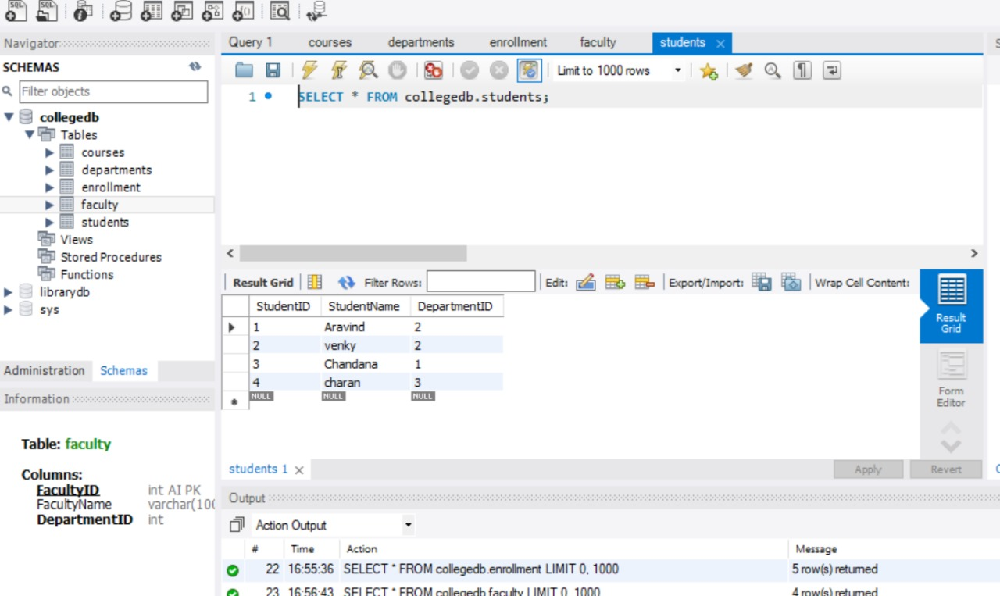 Query 1 courses departments enrollment faculty students
Navigator
SCHEMAS
Filter objects
Limit to 1000 rows
1 SELECT * FROM collegedb.students;
collegedb
Tables
courses
departments
enrollment
faculty
students
Views
Stored Procedures
Functions
librarydb
sys
Administration Schemas
Information
Table: faculty
Columns:
FacultyID int AI PK
FacultyName varchar(100
DepartmentID int
Result Grid Filter Rows: Edit: Export/Import: Wrap Cell Content:
StudentID StudentName DepartmentID
1 Aravind 2
2 venky 2
3 Chandana 1
4 charan 3
NULL NULL NULL
Result
Grid
Form
Editor
students 1 Apply Revert
Output
Action Output
# Time Action Message
22 16:55:36 SELECT * FROM collegedb.enrollment LIMIT 0, 1000 5 row(s) returned
23 16:56:43 SELECT * FROM collegedb.faculty LIMIT 0, 1000 4 row(s) returned